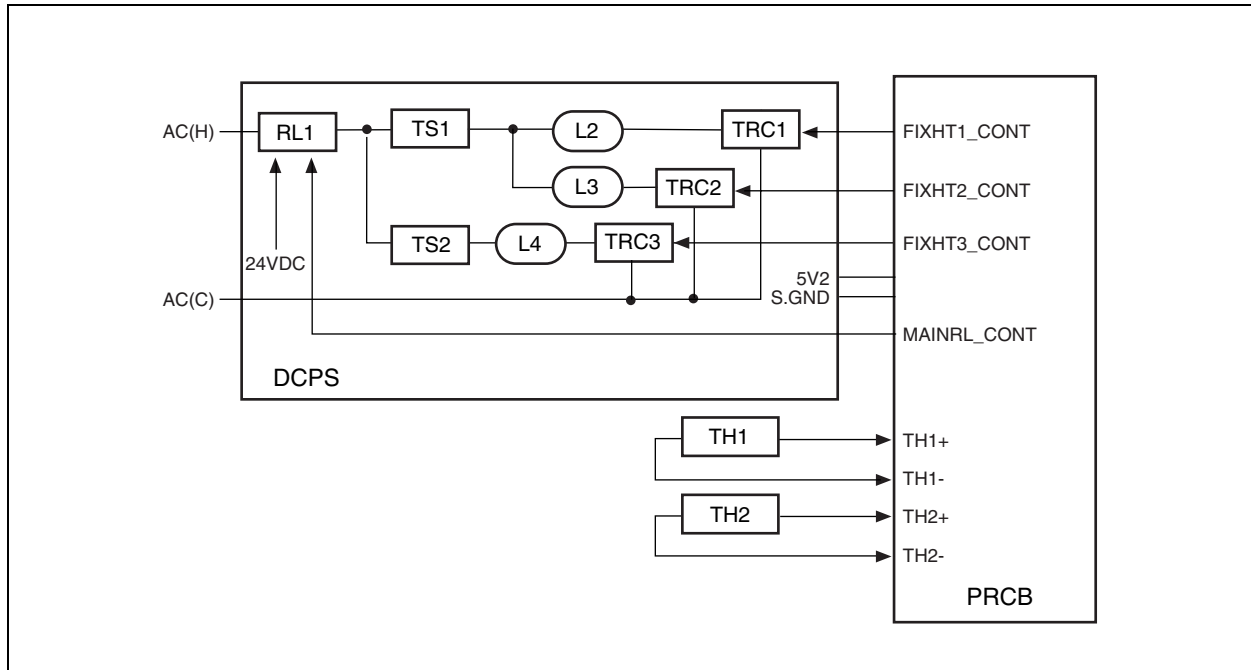 AC(H)
RL1
TS1
L2
TRC1
FIXHT1_CONT
L3
TRC2
FIXHT2_CONT
TS2
L4
TRC3
FIXHT3_CONT
24VDC
5V2
AC(C)
S.GND
MAINRL_CONT
DCPS
TH1
TH1+
TH1-
TH2
TH2+
TH2-
PRCB